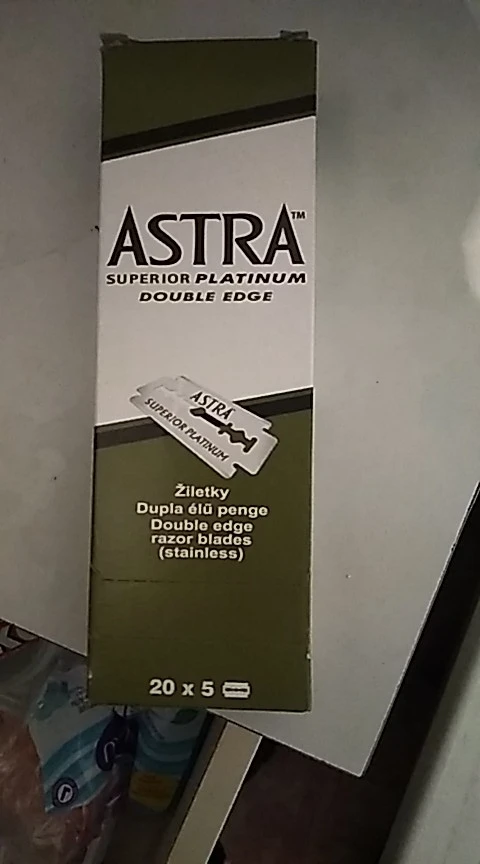 ASTRA™
SUPERIOR PLATINUM
DOUBLE EDGE
ASTRA
SUPERIOR PLATINUM
Žiletky
Dupla élű penge
Double edge
razor blades
(stainless)
20 x 5